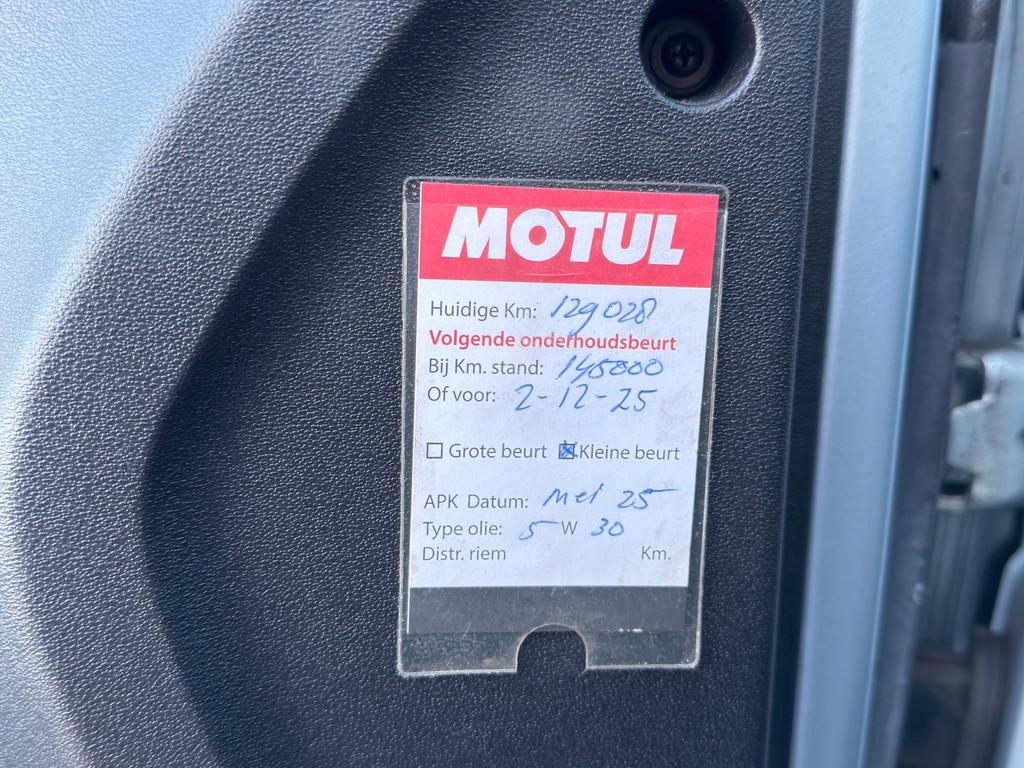 MOTUL
Huidige Km: 129028
Volgende onderhoudsbeurt
Bij Km. stand: 145000
Of voor: 2-12-25
Grote beurt Kleine beurt
APK Datum: Mei 25
Type olie: 5 W 30
Distr. riem Km.